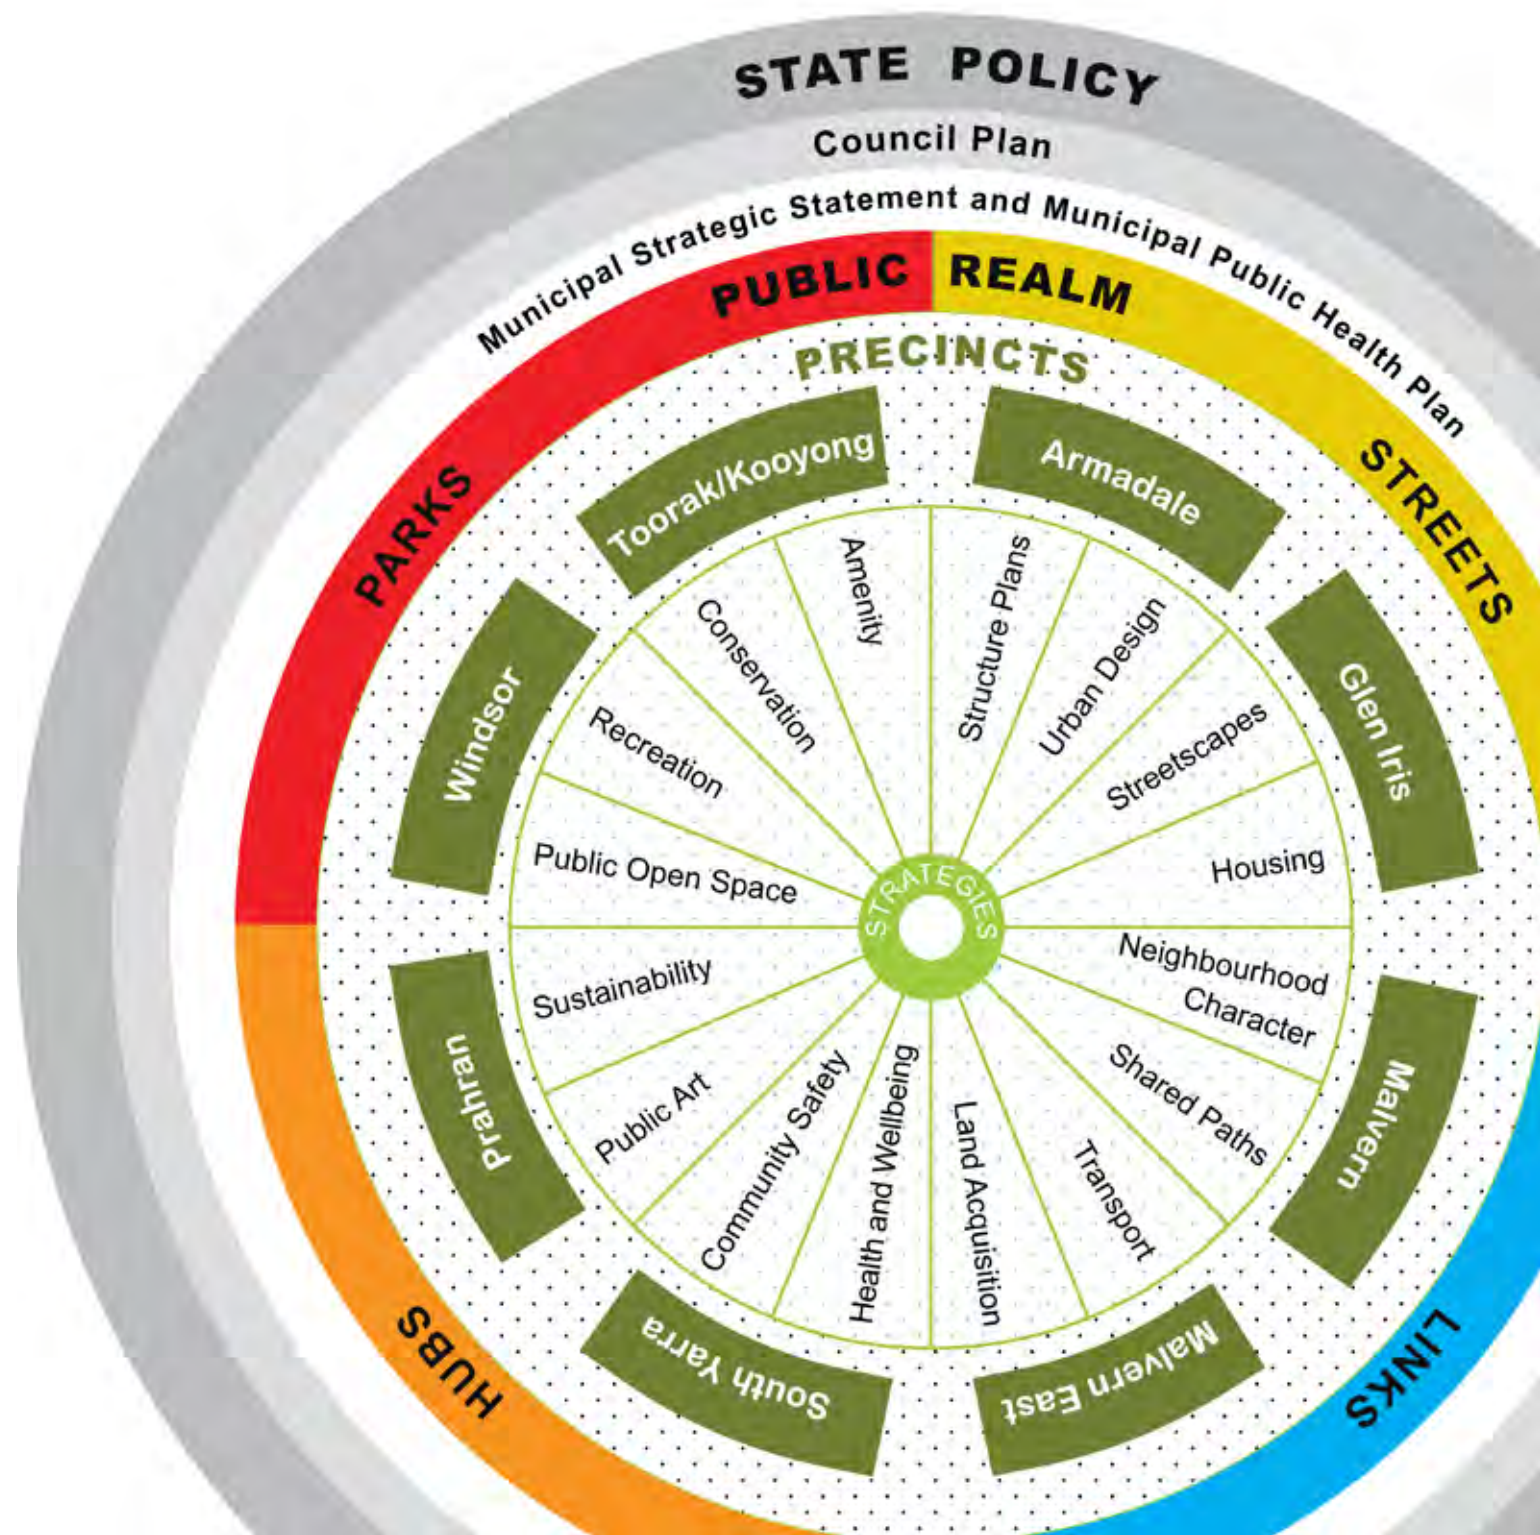 STATE POLICY
Council Plan
Municipal Strategic Statement and Municipal Public Health Plan
PUBLIC REALM
PARKS
STREETS
HUBS
LINKS
PRECINCTS
Toorak/Kooyong
Armadale
Glen Iris
Malvern
Malvern East
South Yarra
Prahran
Windsor
STRATEGIES
Amenity
Structure Plans
Urban Design
Streetscapes
Housing
Neighbourhood
Character
Shared Paths
Transport
Land Acquisition
Health and Wellbeing
Community Safety
Public Art
Sustainability
Public Open Space
Recreation
Conservation